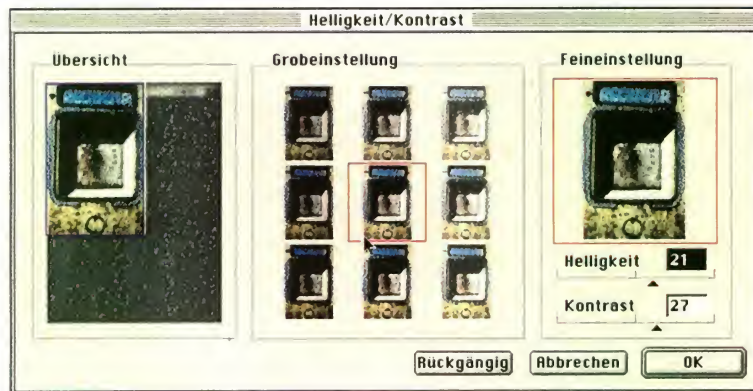 Helligkeit/Kontrast
Übersicht
Grobeinstellung
Feineinstellung
Helligkeit 21
Kontrast 27
Rückgängig
Abbrechen
OK